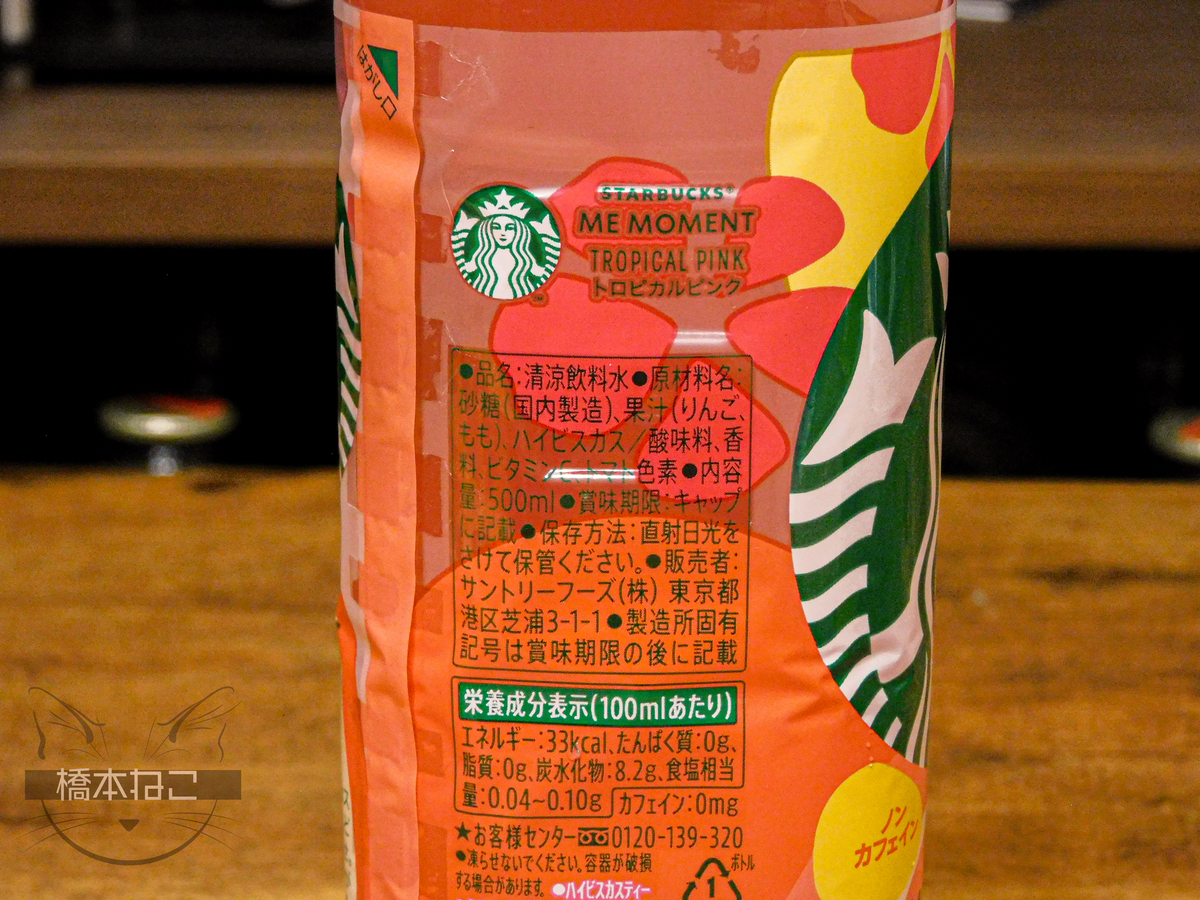 はがし口
STARBUCKS®
ME MOMENT
TROPICAL PINK
トロピカルピンク
TM
●品名:清涼飲料水●原材料名:
砂糖(国内製造)、果汁(りんご、
もも)、ハイビスカス/酸味料、香
料、ビタミンC、トマト色素●内容
量:500ml●賞味期限:キャップ
に記載●保存方法:直射日光を
さけて保管ください。●販売者:
サントリーフーズ(株) 東京都
港区芝浦3-1-1●製造所固有
記号は賞味期限の後に記載
栄養成分表示(100mlあたり)
エネルギー:33kcal、たんぱく質:0g、
脂質:0g、炭水化物:8.2g、食塩相当
量:0.04~0.10g カフェイン:0mg
★お客様センター 0120-139-320
●凍らせないでください。容器が破損
する場合があります。●ハイビスカスティー
ボトル
1
ノン
カフェイン
橋本ねこ